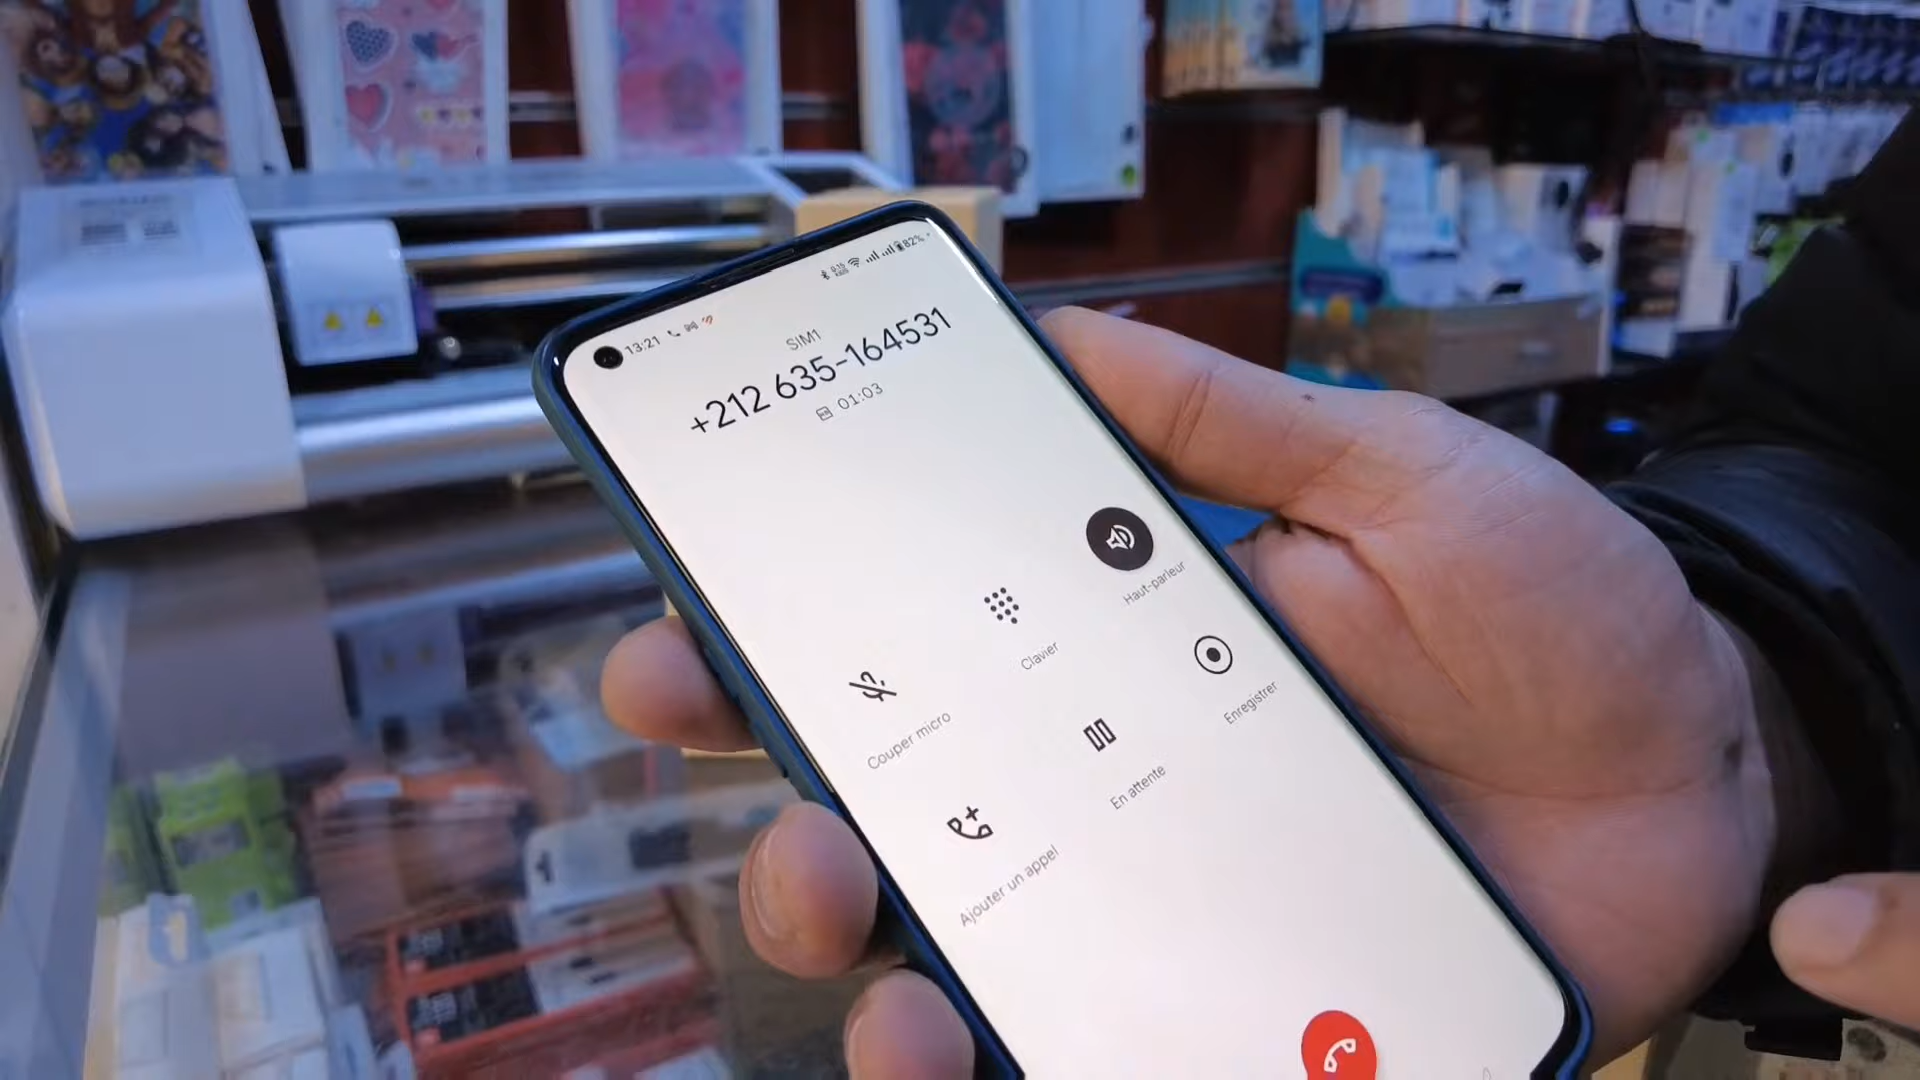 13:21
82%
SIM1
+212 635-164531
01:03
Haut-parleur
Clavier
Couper micro
Enregistrer
En attente
Ajouter un appel